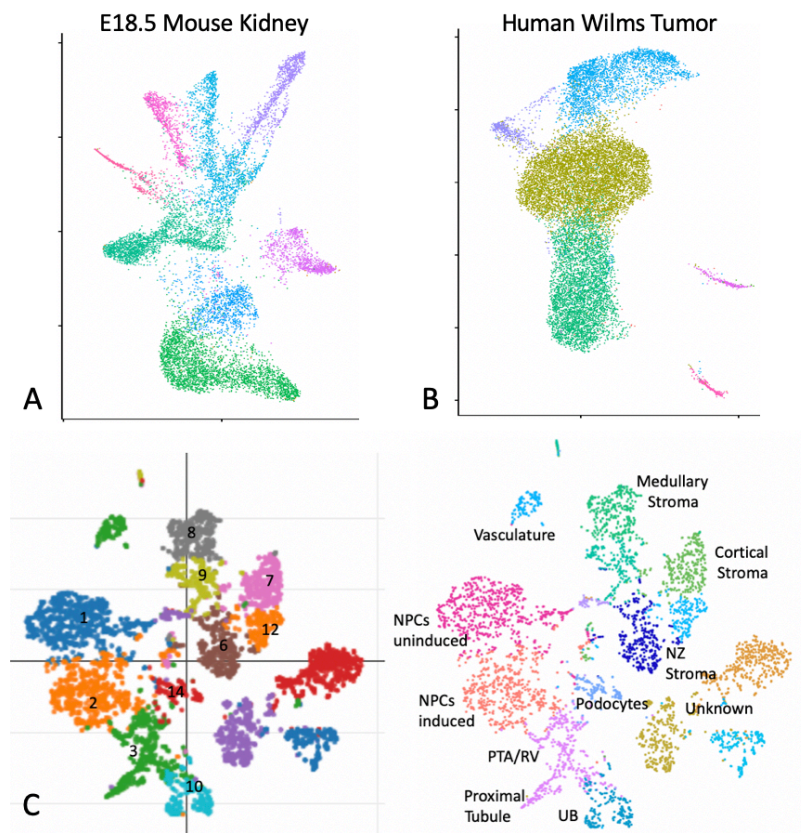 E18.5 Mouse Kidney
Human Wilms Tumor
A
B
8
9
7
1
12
6
2
14
3
10
C
Medullary
Stroma
Vasculature
Cortical
Stroma
NPCs
uninduced
NZ
Stroma
NPCs
induced
Podocytes
Unknown
PTA/RV
Proximal
Tubule
UB